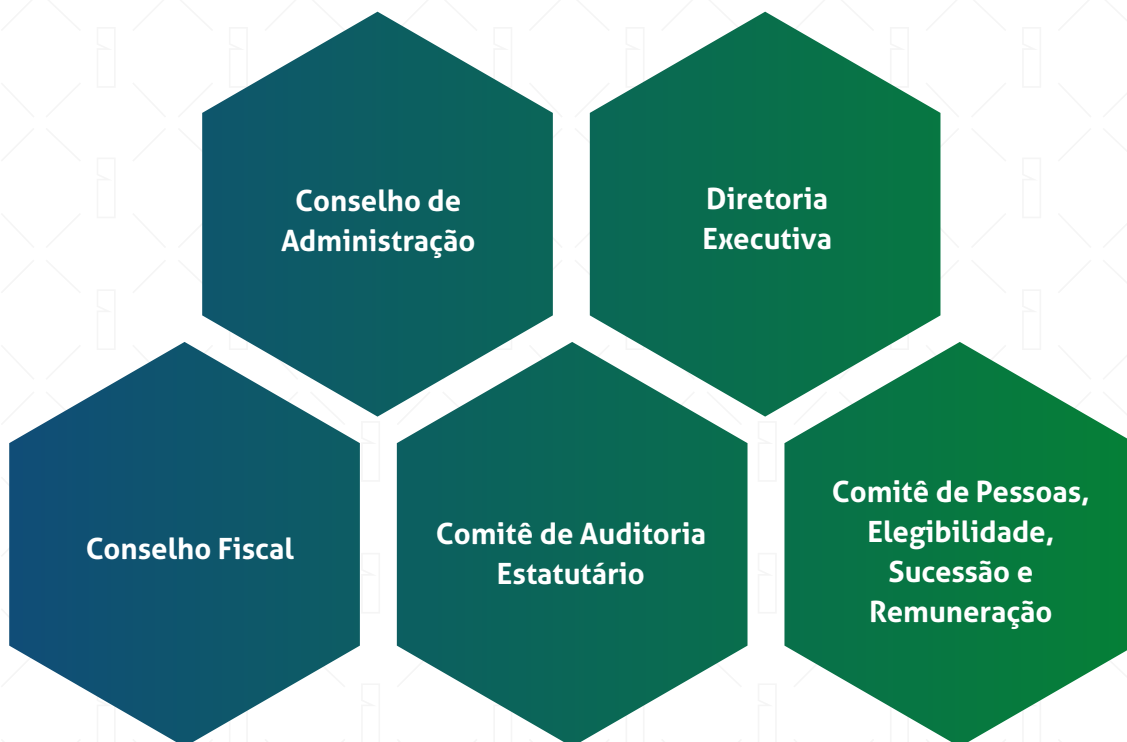 Conselho de
Administração
Diretoria
Executiva
Conselho Fiscal
Comitê de Auditoria
Estatutário
Comitê de Pessoas,
Elegibilidade,
Sucessão e
Remuneração